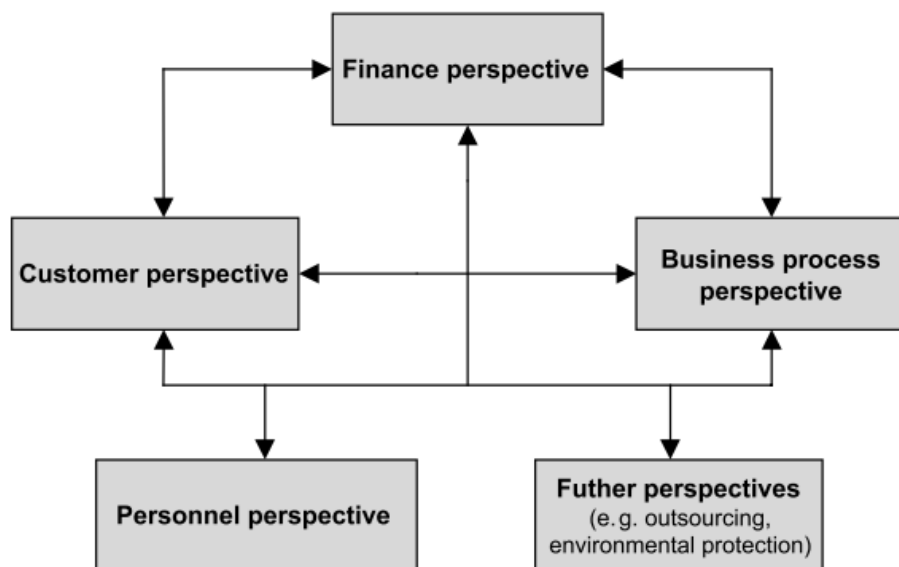 Finance perspective
Customer perspective
Business process
perspective
Personnel perspective
Futher perspectives
(e. g. outsourcing,
environmental protection)